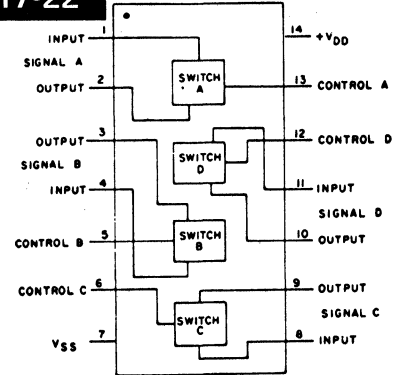 17-22
1
INPUT
SIGNAL A
2
OUTPUT
3
OUTPUT
SIGNAL B
4
INPUT
5
CONTROL B
6
CONTROL C
7
VSS
SWITCH
A
SWITCH
D
SWITCH
B
SWITCH
C
14
+VDD
13
CONTROL A
12
CONTROL D
11
INPUT
SIGNAL D
10
OUTPUT
9
OUTPUT
SIGNAL C
8
INPUT